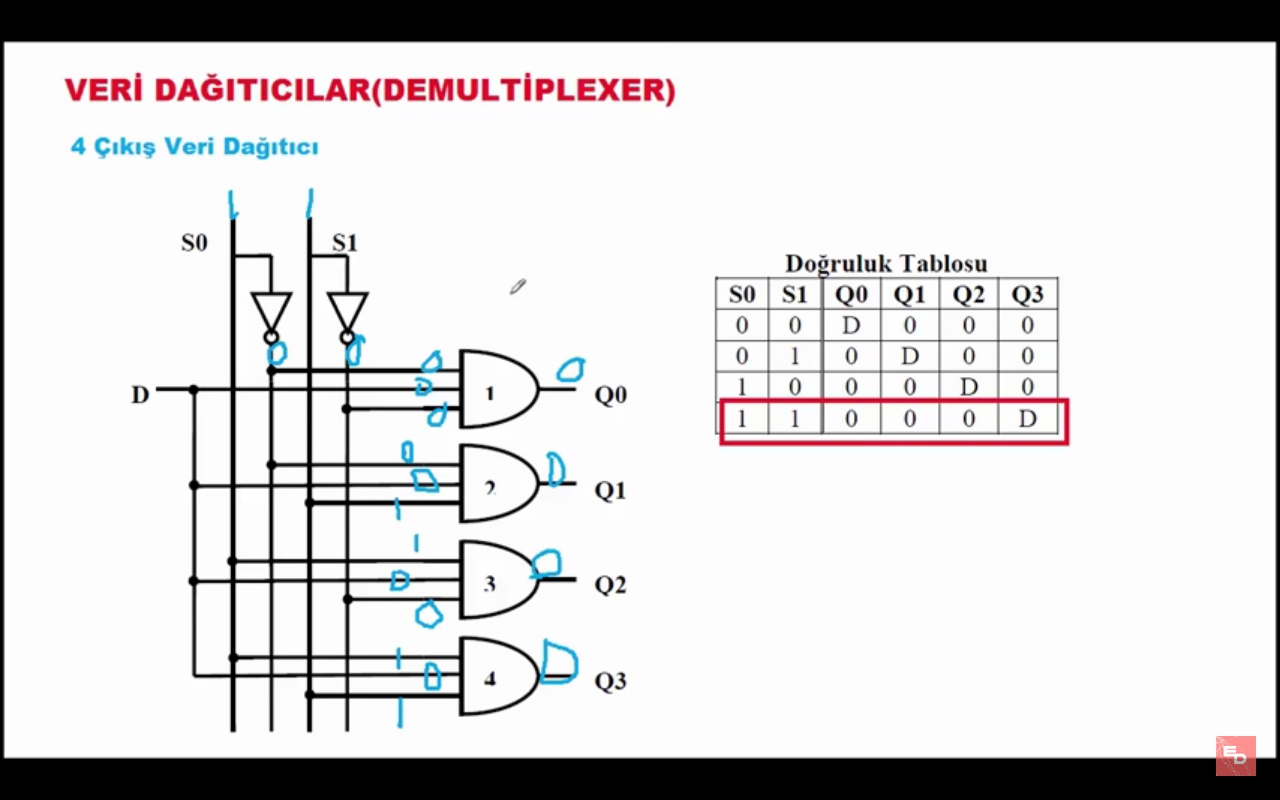 VERİ DAĞITICILAR(DEMULTİPLEXER)
4 Çıkış Veri Dağıtıcı
1 1
S0 S1
0 0
D
0
D
0
1
0
Q0
0
D
1
2
D
Q1
1
D
0
3
0
Q2
1
D
1
4
D
Q3
Doğruluk Tablosu
S0 S1 Q0 Q1 Q2 Q3
0 0 D 0 0 0
0 1 0 D 0 0
1 0 0 0 D 0
1 1 0 0 0 D
ED